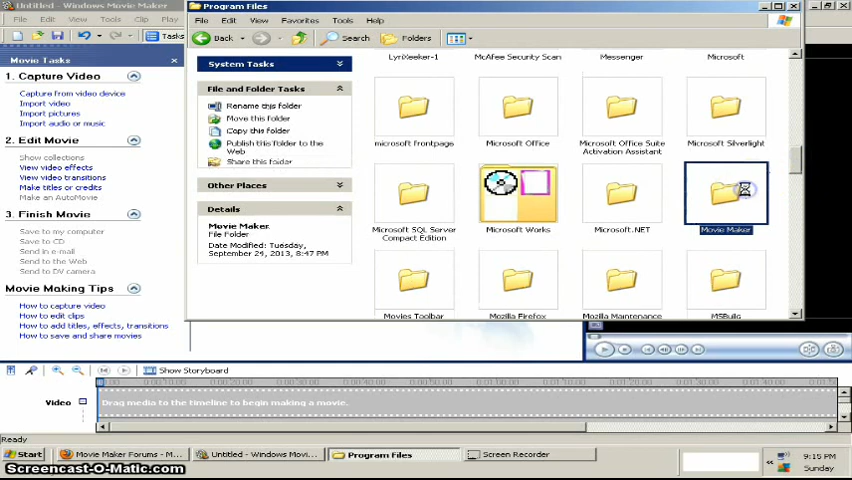 Untitled - Windows Movie Maker
File Edit View Tools Clip Play
Tasks
Movie Tasks
1. Capture Video
Capture from video device
Import video
Import pictures
Import audio or music
2. Edit Movie
Show collections
View video effects
View video transitions
Make titles or credits
Make an AutoMovie
3. Finish Movie
Save to my computer
Save to CD
Send in e-mail
Send to the Web
Send to DV camera
Movie Making Tips
How to capture video
How to edit clips
How to add titles, effects, transitions
How to save and share movies
Program Files
File Edit View Favorites Tools Help
Back Search Folders
System Tasks
File and Folder Tasks
Rename this folder
Move this folder
Copy this folder
Publish this folder to the
Web
Share this folder
Other Places
Details
Movie Maker
File Folder
Date Modified: Tuesday,
September 24, 2013, 8:47 PM
LyriXeeker-1 McAfee Security Scan Messenger Microsoft
microsoft frontpage Microsoft Office Microsoft Office Suite
Activation Assistant Microsoft Silverlight
Microsoft SQL Server
Compact Edition Microsoft Works Microsoft.NET Movie Maker
Movies Toolbar Mozilla Firefox Mozilla Maintenance MSBuild
Show Storyboard
Video Drag media to the timeline to begin making a movie.
Ready
Start Movie Maker Forums - M... Untitled - Windows Movi... Program Files Screen Recorder 9:15 PM
Sunday
Screencast-O-Matic.com